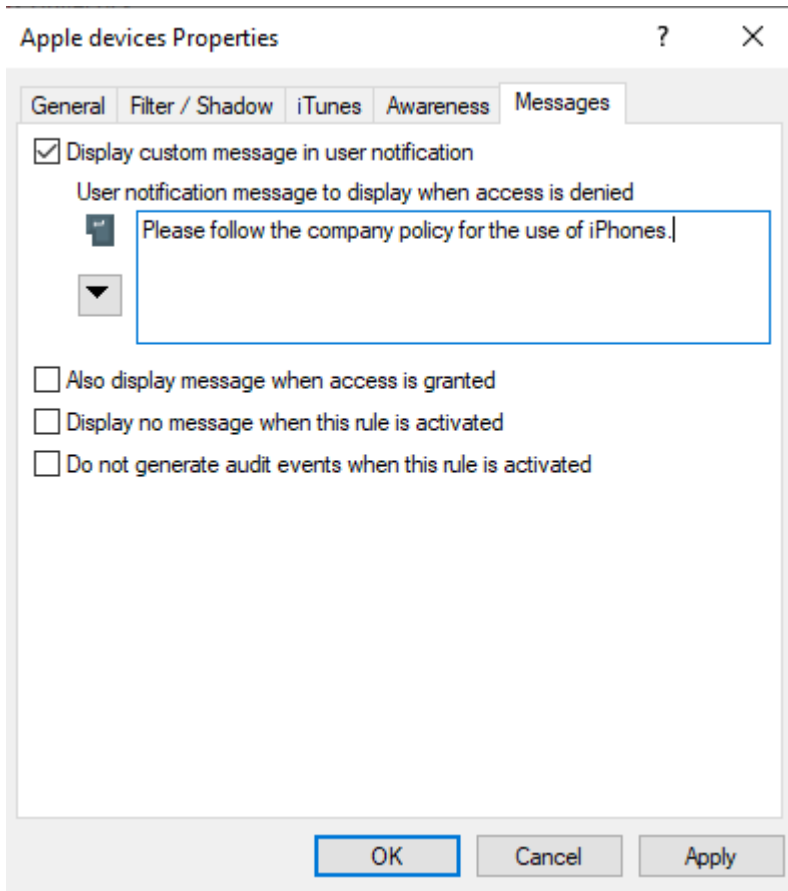 Apple devices Properties
?
General
Filter / Shadow
iTunes
Awareness
Messages
Display custom message in user notification
User notification message to display when access is denied
Please follow the company policy for the use of iPhones.
Also display message when access is granted
Display no message when this rule is activated
Do not generate audit events when this rule is activated
OK
Cancel
Apply